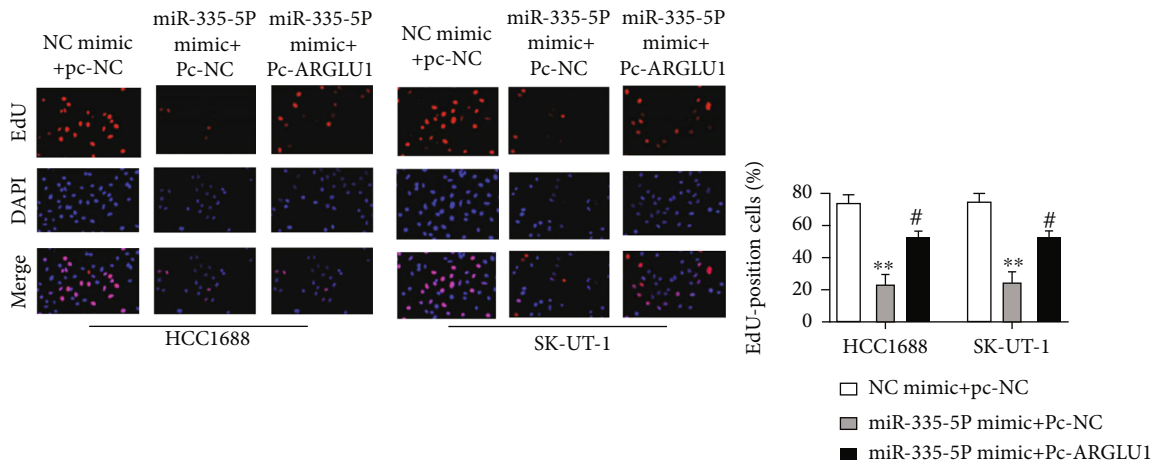 NC mimic
+pc-NC
miR-335-5P
mimic+
Pc-NC
miR-335-5P
mimic+
Pc-ARGLU1
NC mimic
+pc-NC
miR-335-5P
mimic+
Pc-NC
miR-335-5P
mimic+
Pc-ARGLU1
EdU
DAPI
Merge
HCC1688
SK-UT-1
EdU-position cells (%)
80
60
40
20
0
**
#
**
#
HCC1688
SK-UT-1
NC mimic+pc-NC
miR-335-5P mimic+Pc-NC
miR-335-5P mimic+Pc-ARGLU1